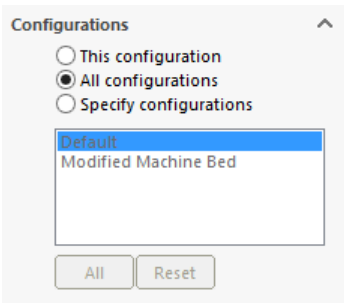 Configurations
This configuration
All configurations
Specify configurations
Default
Modified Machine Bed
All Reset